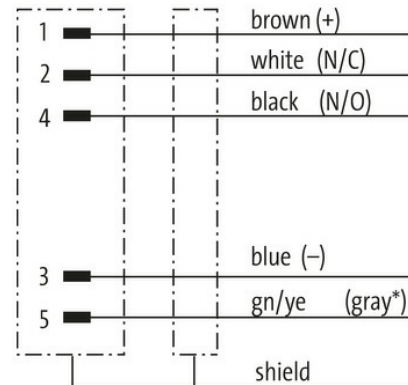 1 brown (+)
2 white (N/C)
4 black (N/O)
3 blue (–)
5 gn/ye (gray*)
shield